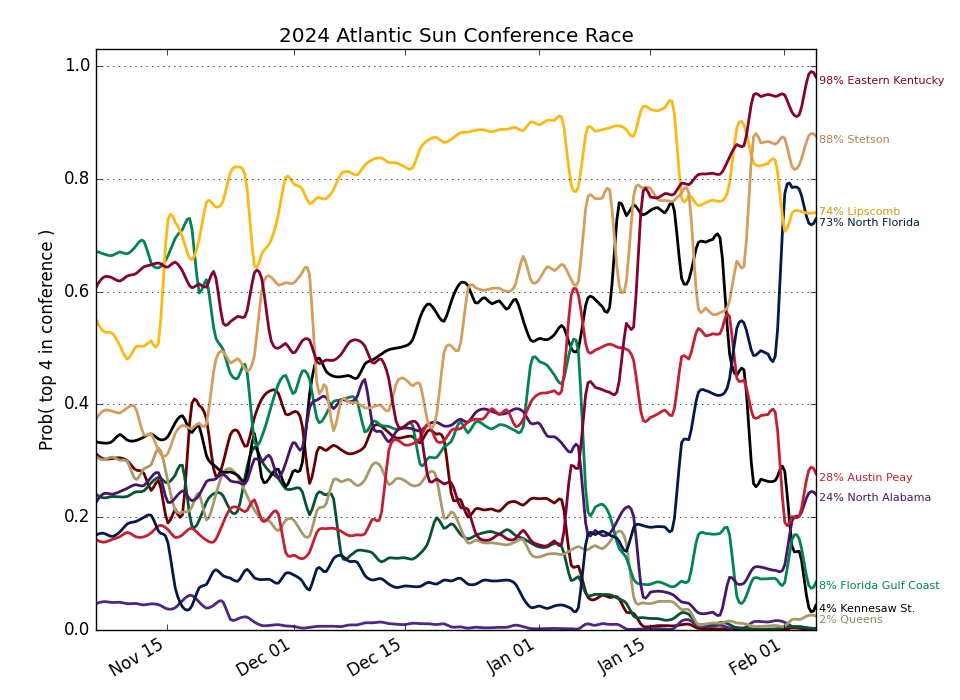 2024 Atlantic Sun Conference Race
Prob( top 4 in conference )
1.0
0.8
0.6
0.4
0.2
0.0
Nov 15
Dec 01
Dec 15
Jan 01
Jan 15
Feb 01
98% Eastern Kentucky
88% Stetson
74% Lipscomb
73% North Florida
28% Austin Peay
24% North Alabama
8% Florida Gulf Coast
4% Kennesaw St.
2% Queens